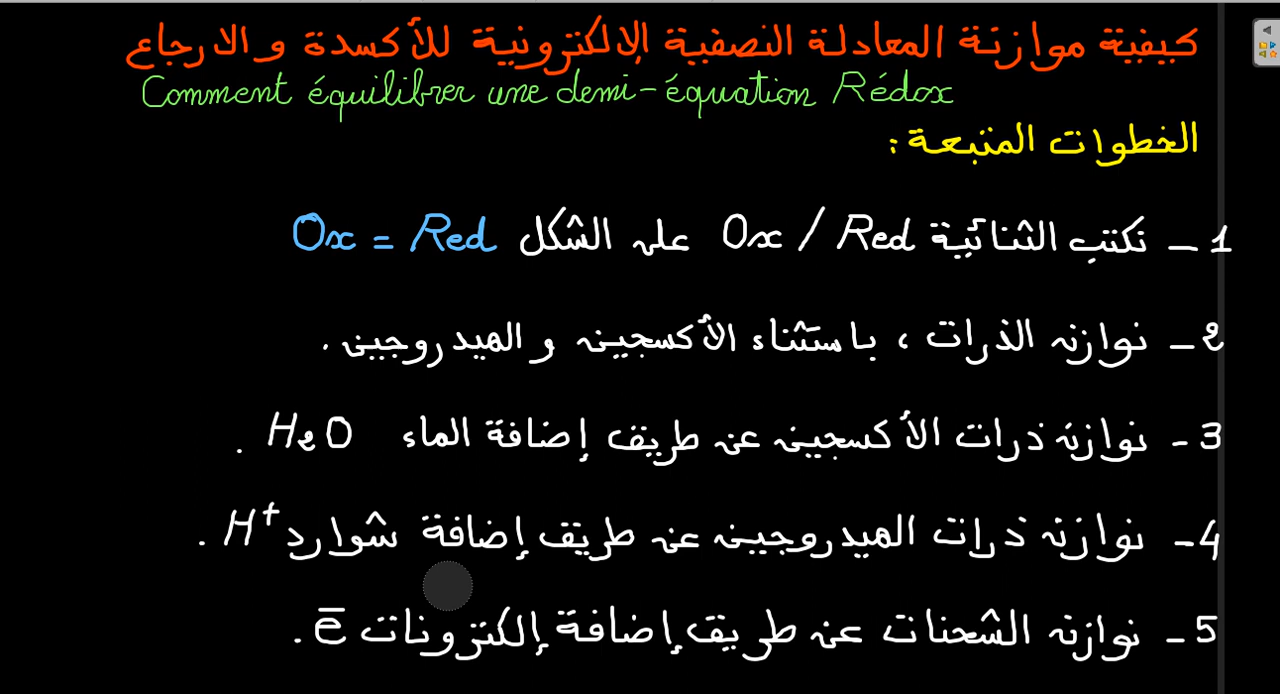 كيفية موازنة المعادلة النصفية الإلكترونية للأكسدة والارجاع
Comment équilibrer une demi-équation Rédox
الخطوات المتبعة :
1 - نكتب الثنائية Ox / Red على الشكل Ox = Red
2 - نوازن الذرات ، باستثناء الأكسجين والهيدروجين .
3 - نوازن ذرات الأكسجين عن طريق إضافة الماء H₂O .
4 - نوازن ذرات الهيدروجين عن طريق إضافة شوارد H⁺ .
5 - نوازن الشحنات عن طريق إضافة إلكترونات e̅ .